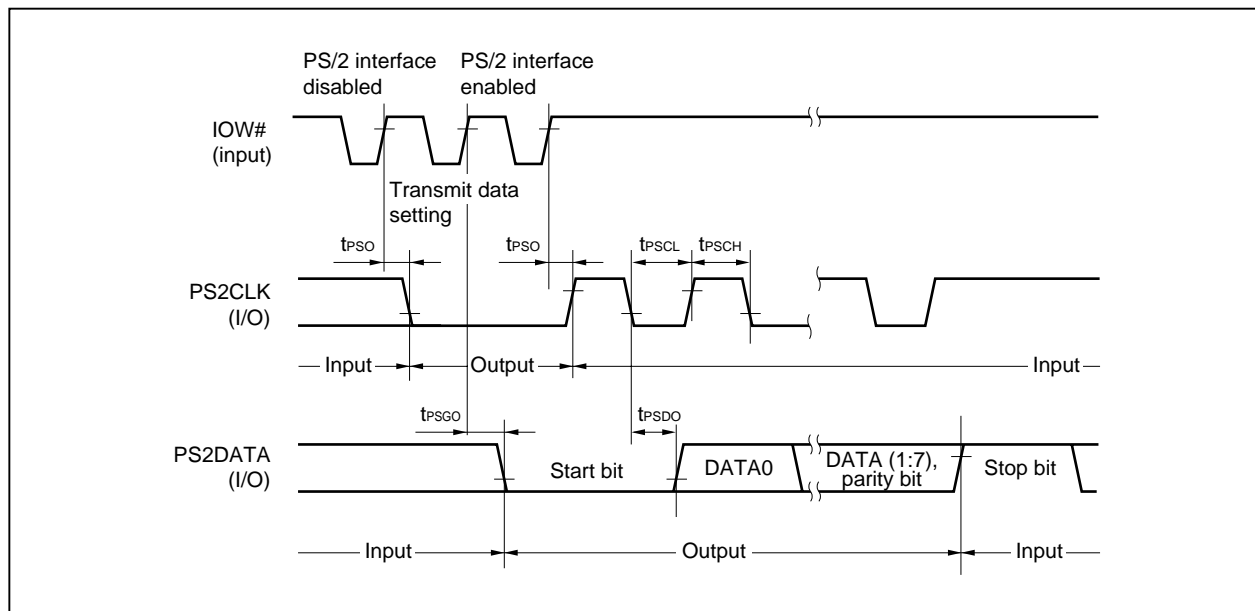 PS/2 interface
disabled
PS/2 interface
enabled
IOW#
(input)
Transmit data
setting
tPSO
tPSO
tPSCL
tPSCH
PS2CLK
(I/O)
Input
Output
Input
tPSGO
tPSDO
PS2DATA
(I/O)
Start bit
DATA0
DATA (1:7),
parity bit
Stop bit
Input
Output
Input